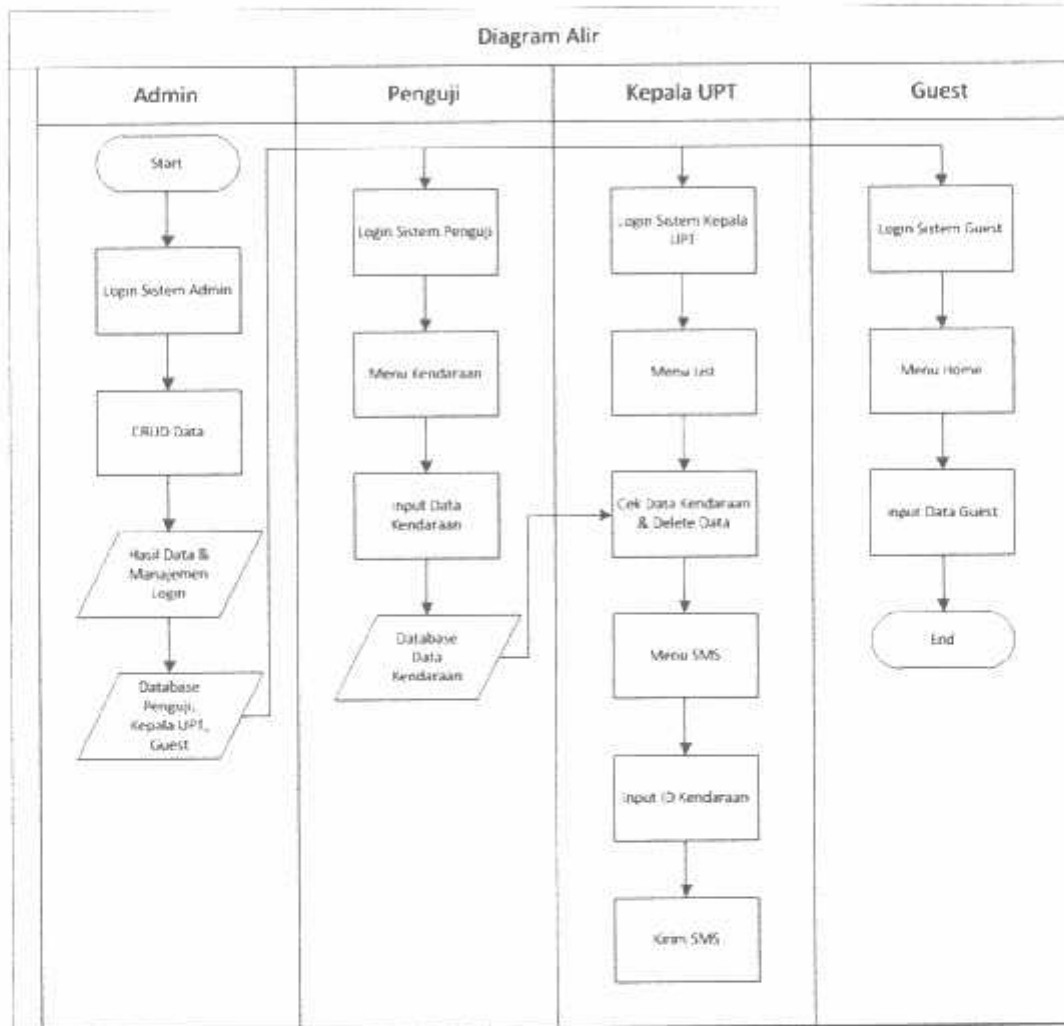 Diagram Alir
Admin
Penguji
Kepala UPT
Guest
Start
Login Sistem Admin
CRUD Data
Hasil Data &
Manajemen
Login
Database
Penguji,
Kepala UPT,
Guest
Login Sistem Penguji
Menu Kendaraan
Input Data
Kendaraan
Database
Data
Kendaraan
Login Sistem Kepala
UPT
Menu List
Cek Data Kendaraan
& Delete Data
Menu SMS
Input ID Kendaraan
Kirim SMS
Login Sistem Guest
Menu Home
Input Data Guest
End